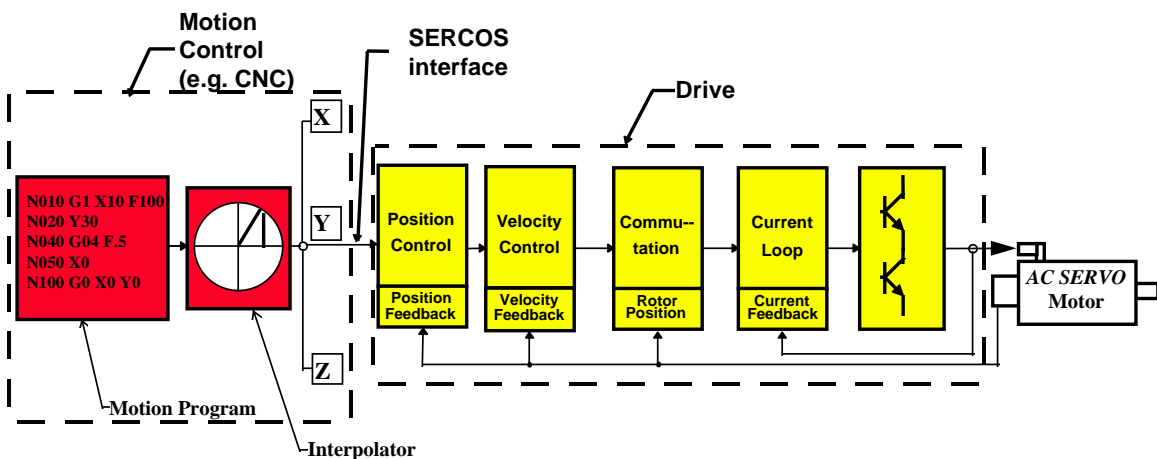 Motion
Control
(e.g. CNC)
SERCOS
interface
Drive
X
Y
Z
N010 G1 X10 F100
N020 Y30
N040 G04 F.5
N050 X0
N100 G0 X0 Y0
Position
Control
Position
Feedback
Velocity
Control
Velocity
Feedback
Commu--
tation
Rotor
Position
Current
Loop
Current
Feedback
AC SERVO
Motor
Motion Program
Interpolator